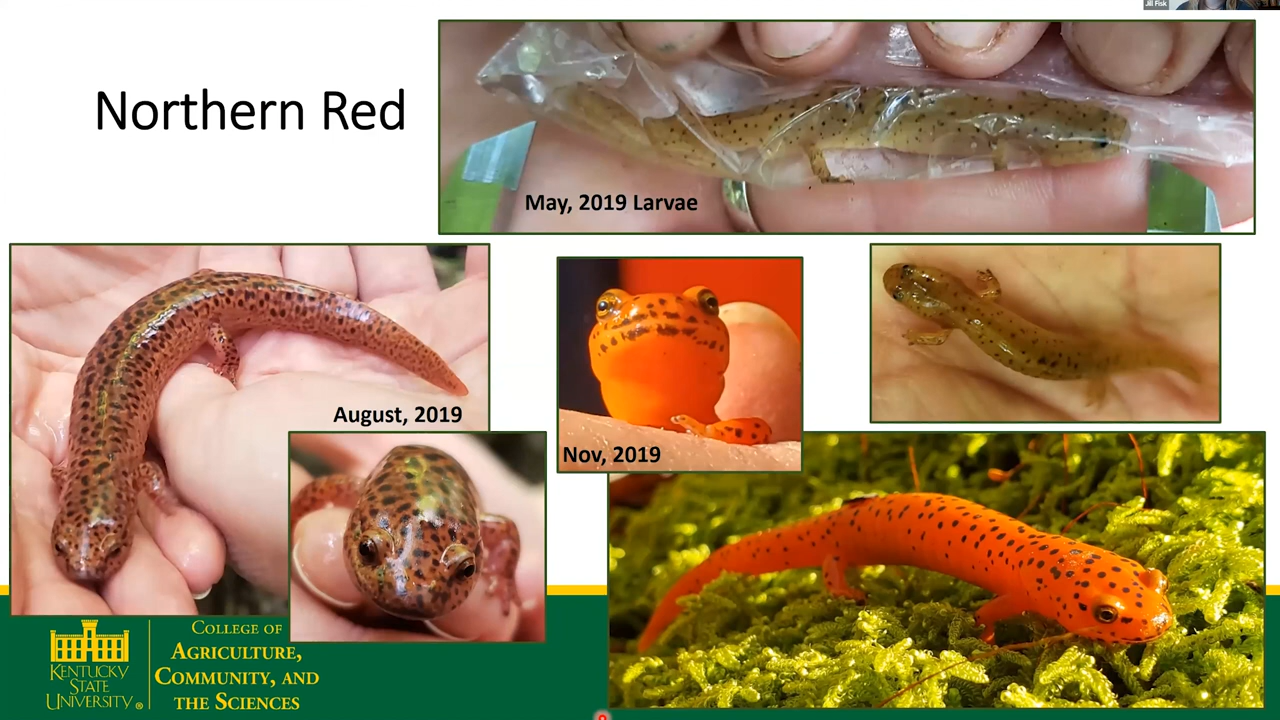 Jill Fisk
Northern Red
May, 2019 Larvae
August, 2019
Nov, 2019
KENTUCKY
STATE
UNIVERSITY®
COLLEGE OF
AGRICULTURE,
COMMUNITY, AND
THE SCIENCES